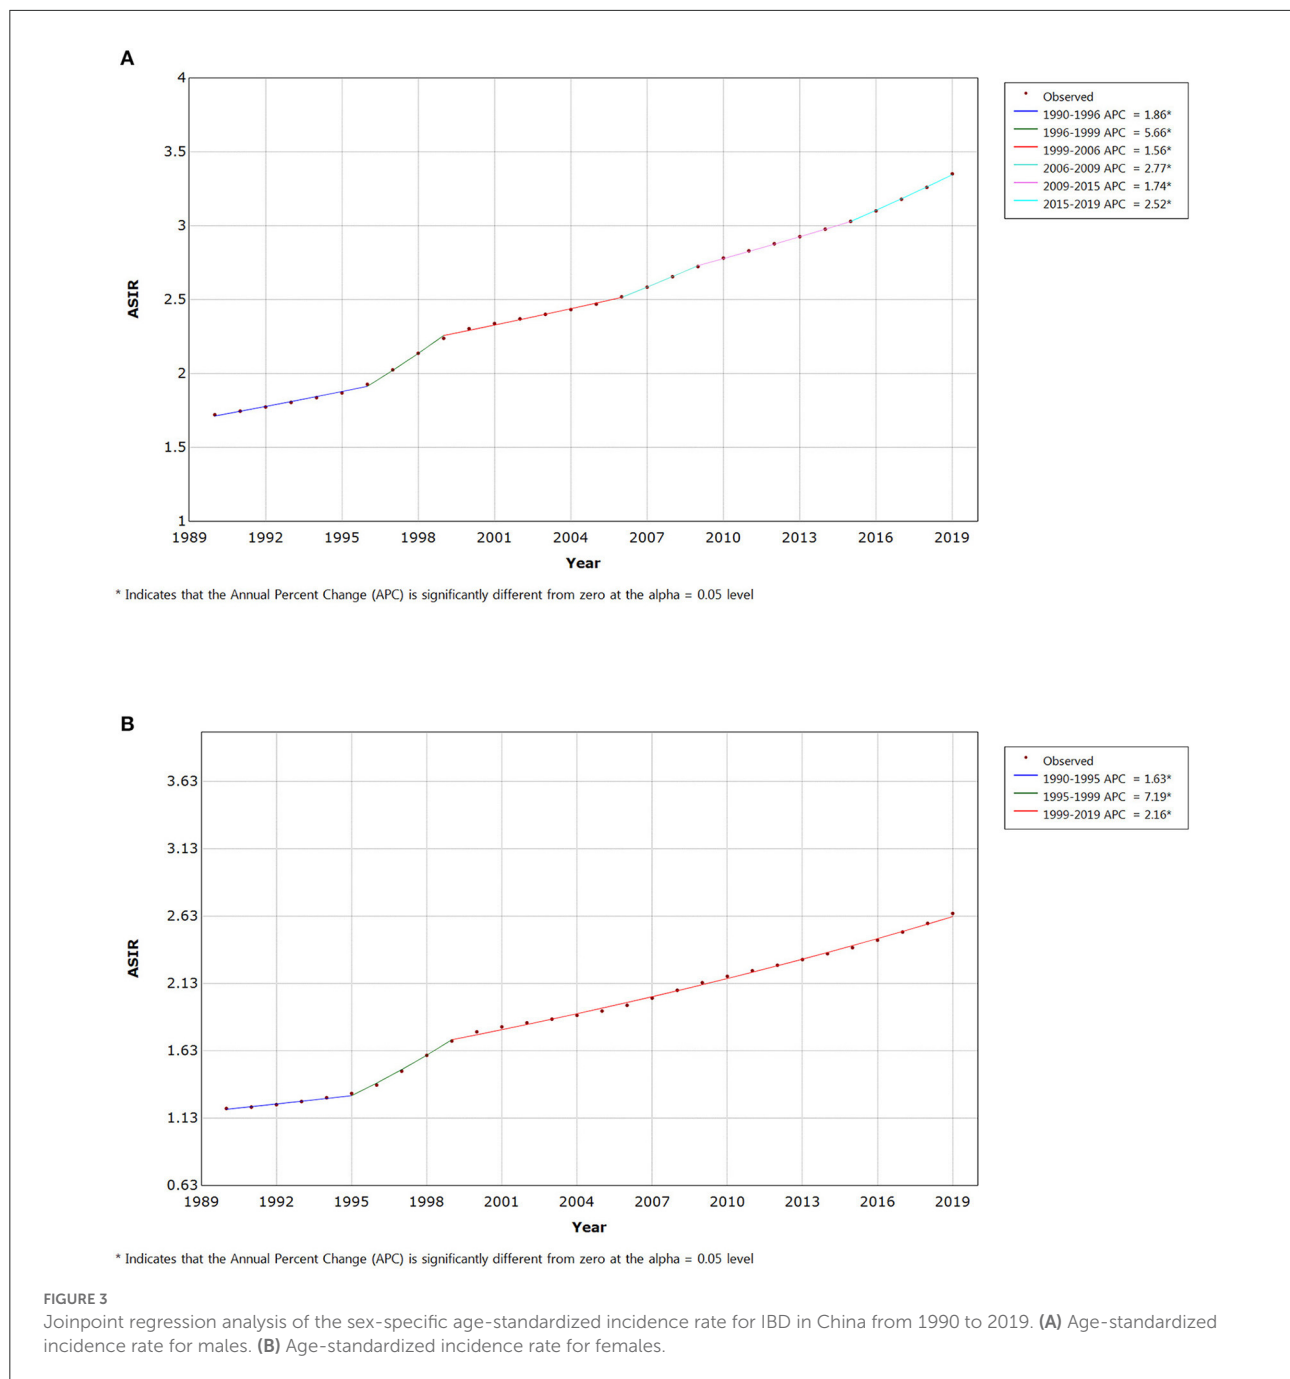 A
4
3.5
3
2.5
2
1.5
1
ASIR
1989 1992 1995 1998 2001 2004 2007 2010 2013 2016 2019
Year
Observed
1990-1996 APC = 1.86*
1996-1999 APC = 5.66*
1999-2006 APC = 1.56*
2006-2009 APC = 2.77*
2009-2015 APC = 1.74*
2015-2019 APC = 2.52*
* Indicates that the Annual Percent Change (APC) is significantly different from zero at the alpha = 0.05 level
B
3.63
3.13
2.63
2.13
1.63
1.13
0.63
ASIR
1989 1992 1995 1998 2001 2004 2007 2010 2013 2016 2019
Year
Observed
1990-1995 APC = 1.63*
1995-1999 APC = 7.19*
1999-2019 APC = 2.16*
* Indicates that the Annual Percent Change (APC) is significantly different from zero at the alpha = 0.05 level
FIGURE 3
Joinpoint regression analysis of the sex-specific age-standardized incidence rate for IBD in China from 1990 to 2019. (A) Age-standardized
incidence rate for males. (B) Age-standardized incidence rate for females.